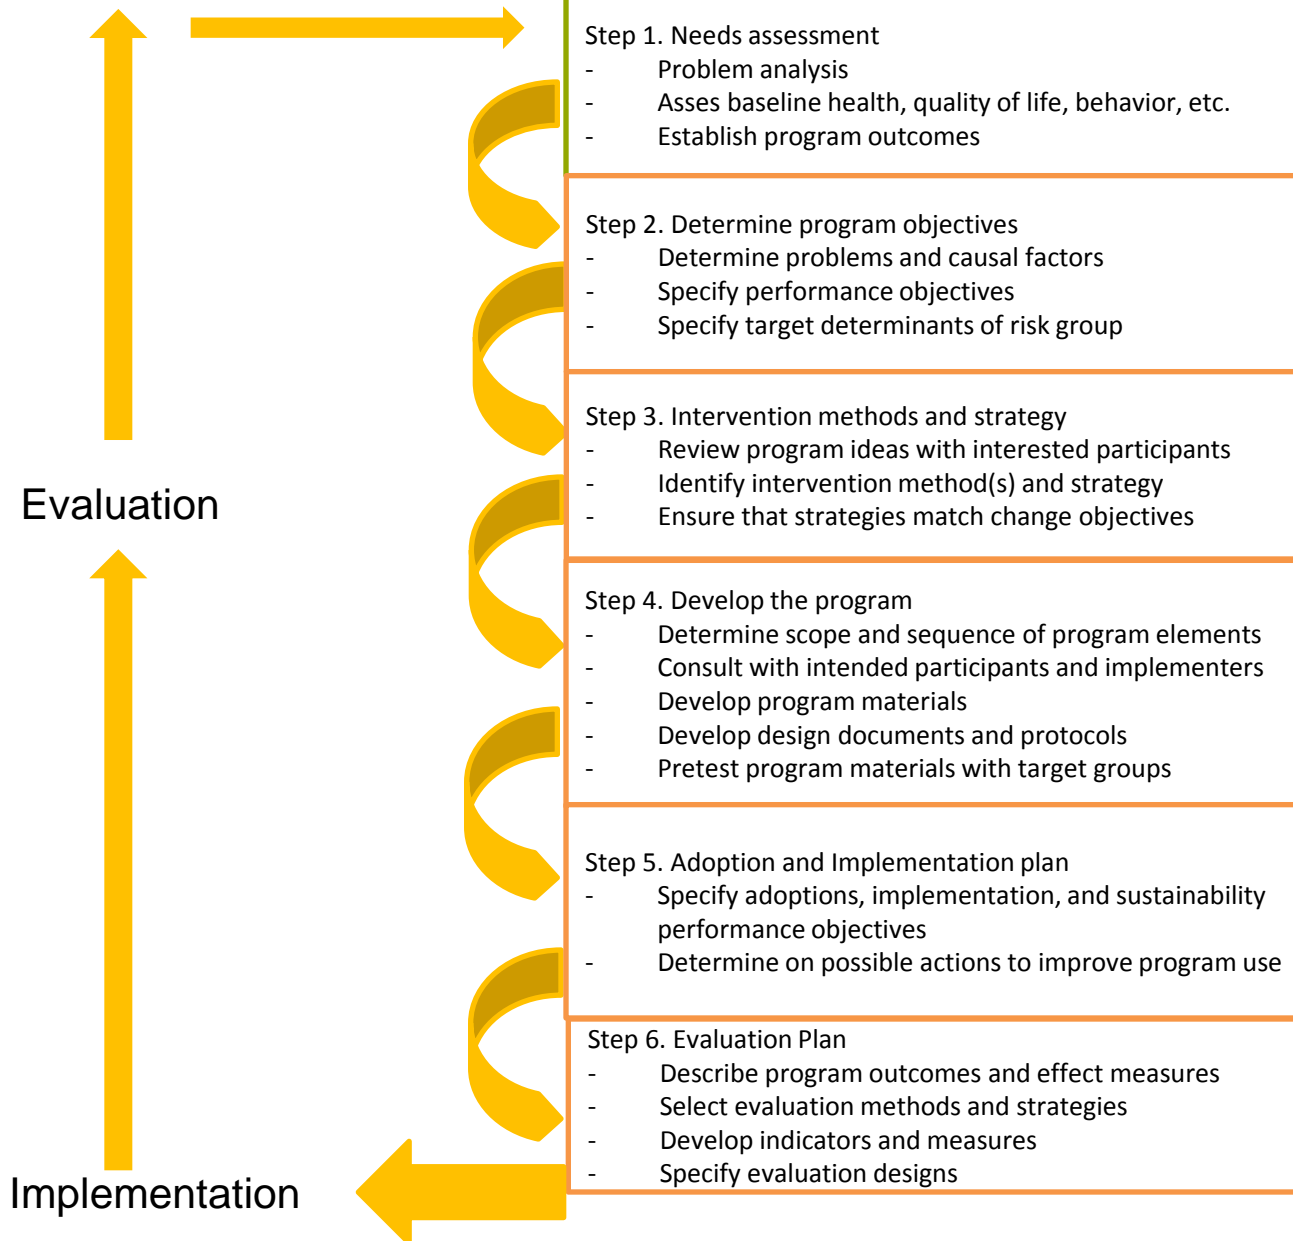 Step 1. Needs assessment
- Problem analysis
- Asses baseline health, quality of life, behavior, etc.
- Establish program outcomes
Step 2. Determine program objectives
- Determine problems and causal factors
- Specify performance objectives
- Specify target determinants of risk group
Step 3. Intervention methods and strategy
- Review program ideas with interested participants
- Identify intervention method(s) and strategy
- Ensure that strategies match change objectives
Evaluation
Step 4. Develop the program
- Determine scope and sequence of program elements
- Consult with intended participants and implementers
- Develop program materials
- Develop design documents and protocols
- Pretest program materials with target groups
Step 5. Adoption and Implementation plan
- Specify adoptions, implementation, and sustainability
performance objectives
- Determine on possible actions to improve program use
Step 6. Evaluation Plan
- Describe program outcomes and effect measures
- Select evaluation methods and strategies
- Develop indicators and measures
- Specify evaluation designs
Implementation